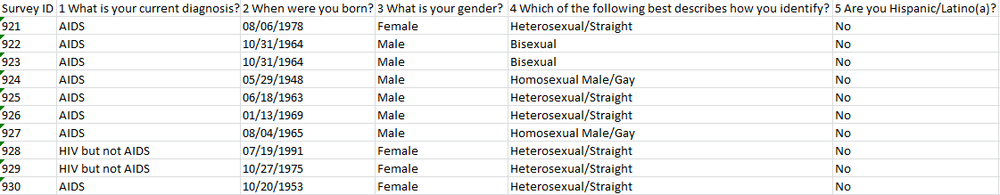 Survey ID 1 What is your current diagnosis? 2 When were you born? 3 What is your gender? 4 Which of the following best describes how you identify? 5 Are you Hispanic/Latino(a)?
921 AIDS 08/06/1978 Female Heterosexual/Straight No
922 AIDS 10/31/1964 Male Bisexual No
923 AIDS 10/31/1964 Male Bisexual No
924 AIDS 05/29/1948 Male Homosexual Male/Gay No
925 AIDS 06/18/1963 Male Heterosexual/Straight No
926 AIDS 01/13/1969 Male Heterosexual/Straight No
927 AIDS 08/04/1965 Male Homosexual Male/Gay No
928 HIV but not AIDS 07/19/1991 Female Heterosexual/Straight No
929 HIV but not AIDS 10/27/1975 Female Heterosexual/Straight No
930 AIDS 10/20/1953 Female Heterosexual/Straight No